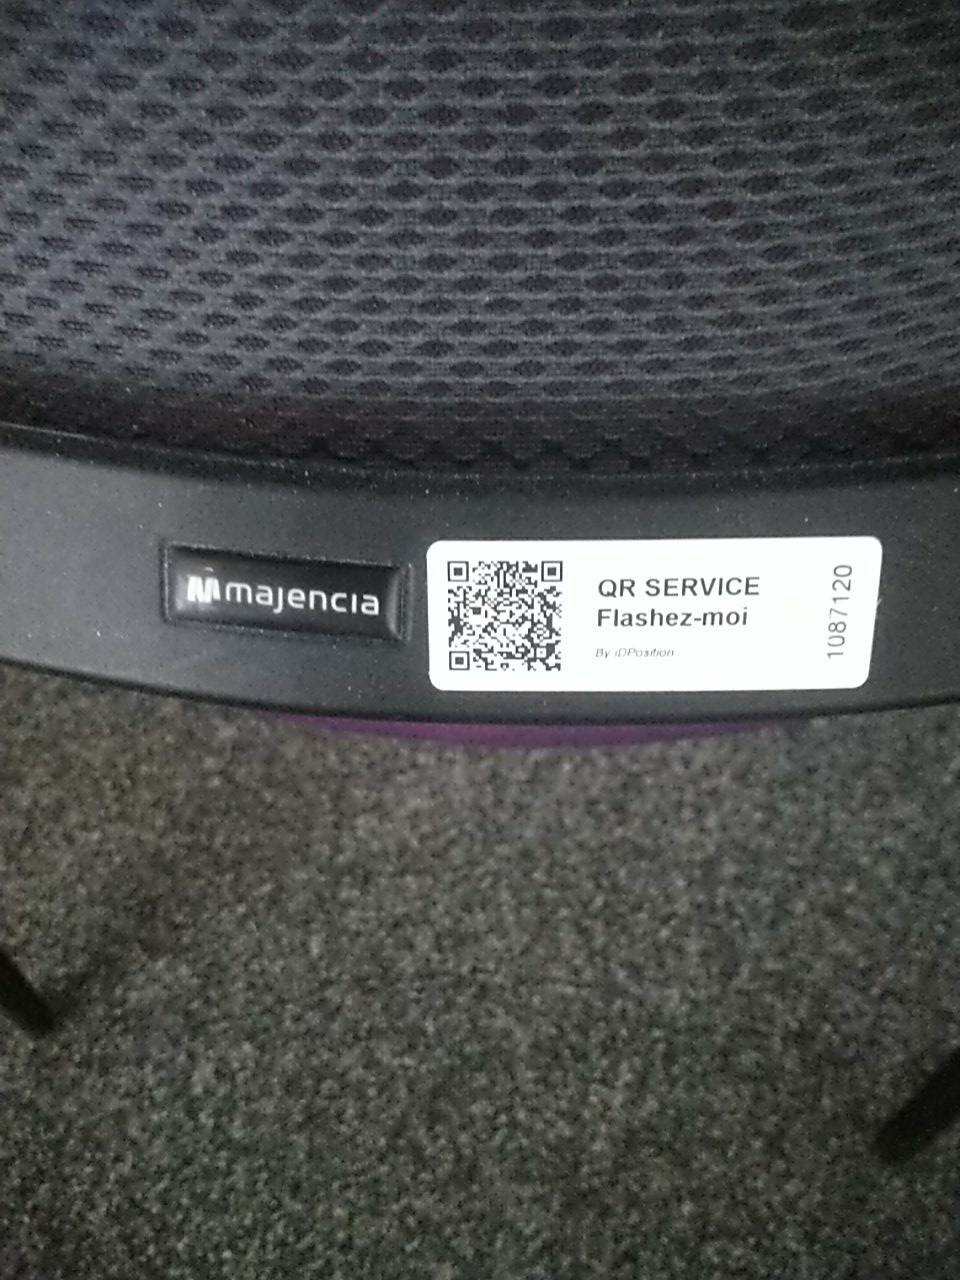 majencia
QR SERVICE
Flashez-moi
By iDPosition
1087120